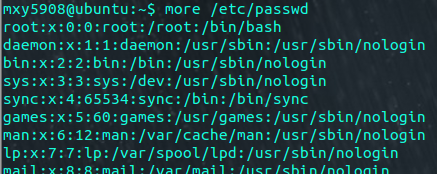 mxy5908@ubuntu:~$ more /etc/passwd
root:x:0:0:root:/root:/bin/bash
daemon:x:1:1:daemon:/usr/sbin:/usr/sbin/nologin
bin:x:2:2:bin:/bin:/usr/sbin/nologin
sys:x:3:3:sys:/dev:/usr/sbin/nologin
sync:x:4:65534:sync:/bin:/bin/sync
games:x:5:60:games:/usr/games:/usr/sbin/nologin
man:x:6:12:man:/var/cache/man:/usr/sbin/nologin
lp:x:7:7:lp:/var/spool/lpd:/usr/sbin/nologin
mail:x:8:8:mail:/var/mail:/usr/sbin/nologin